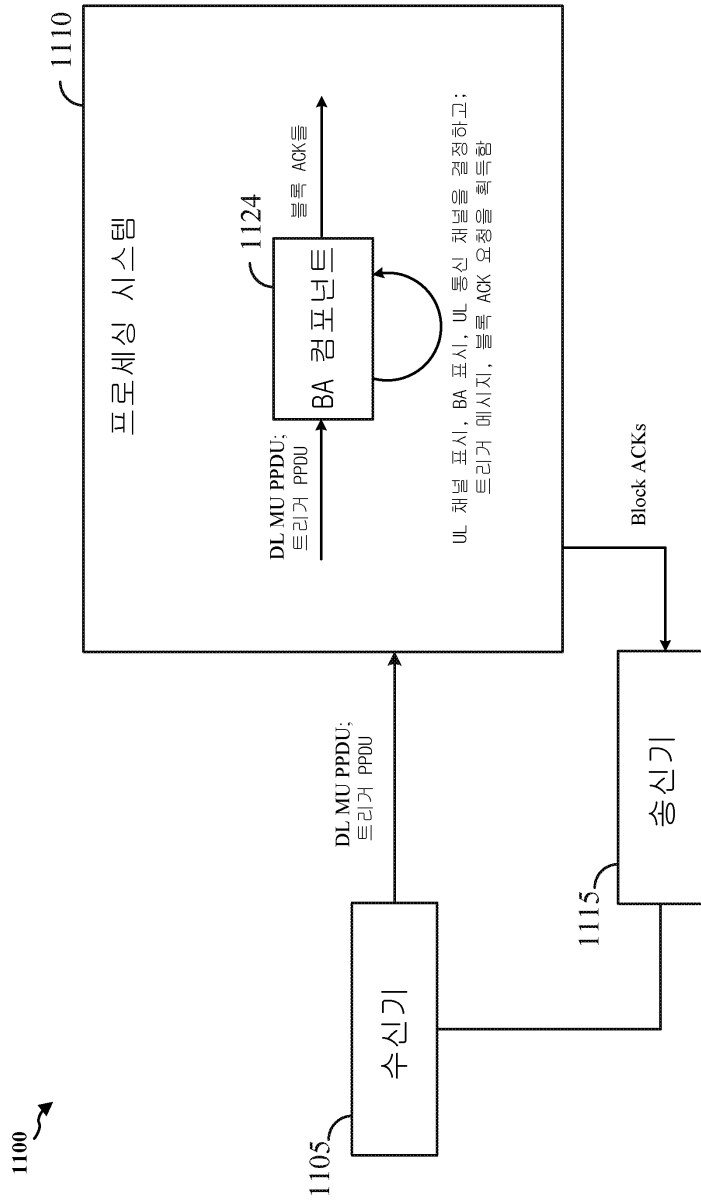 1100
1105
수신기
DL MU PPDU;
트리거 PPDU
1115
송신기
Block ACKs
1110
프로세싱 시스템
DL MU PPDU;
트리거 PPDU
1124
BA 컴포넌트
블록 ACK들
UL 채널 표시, BA 표시, UL 통신 채널을 결정하고;
트리거 메시지, 블록 ACK 요청을 획득함